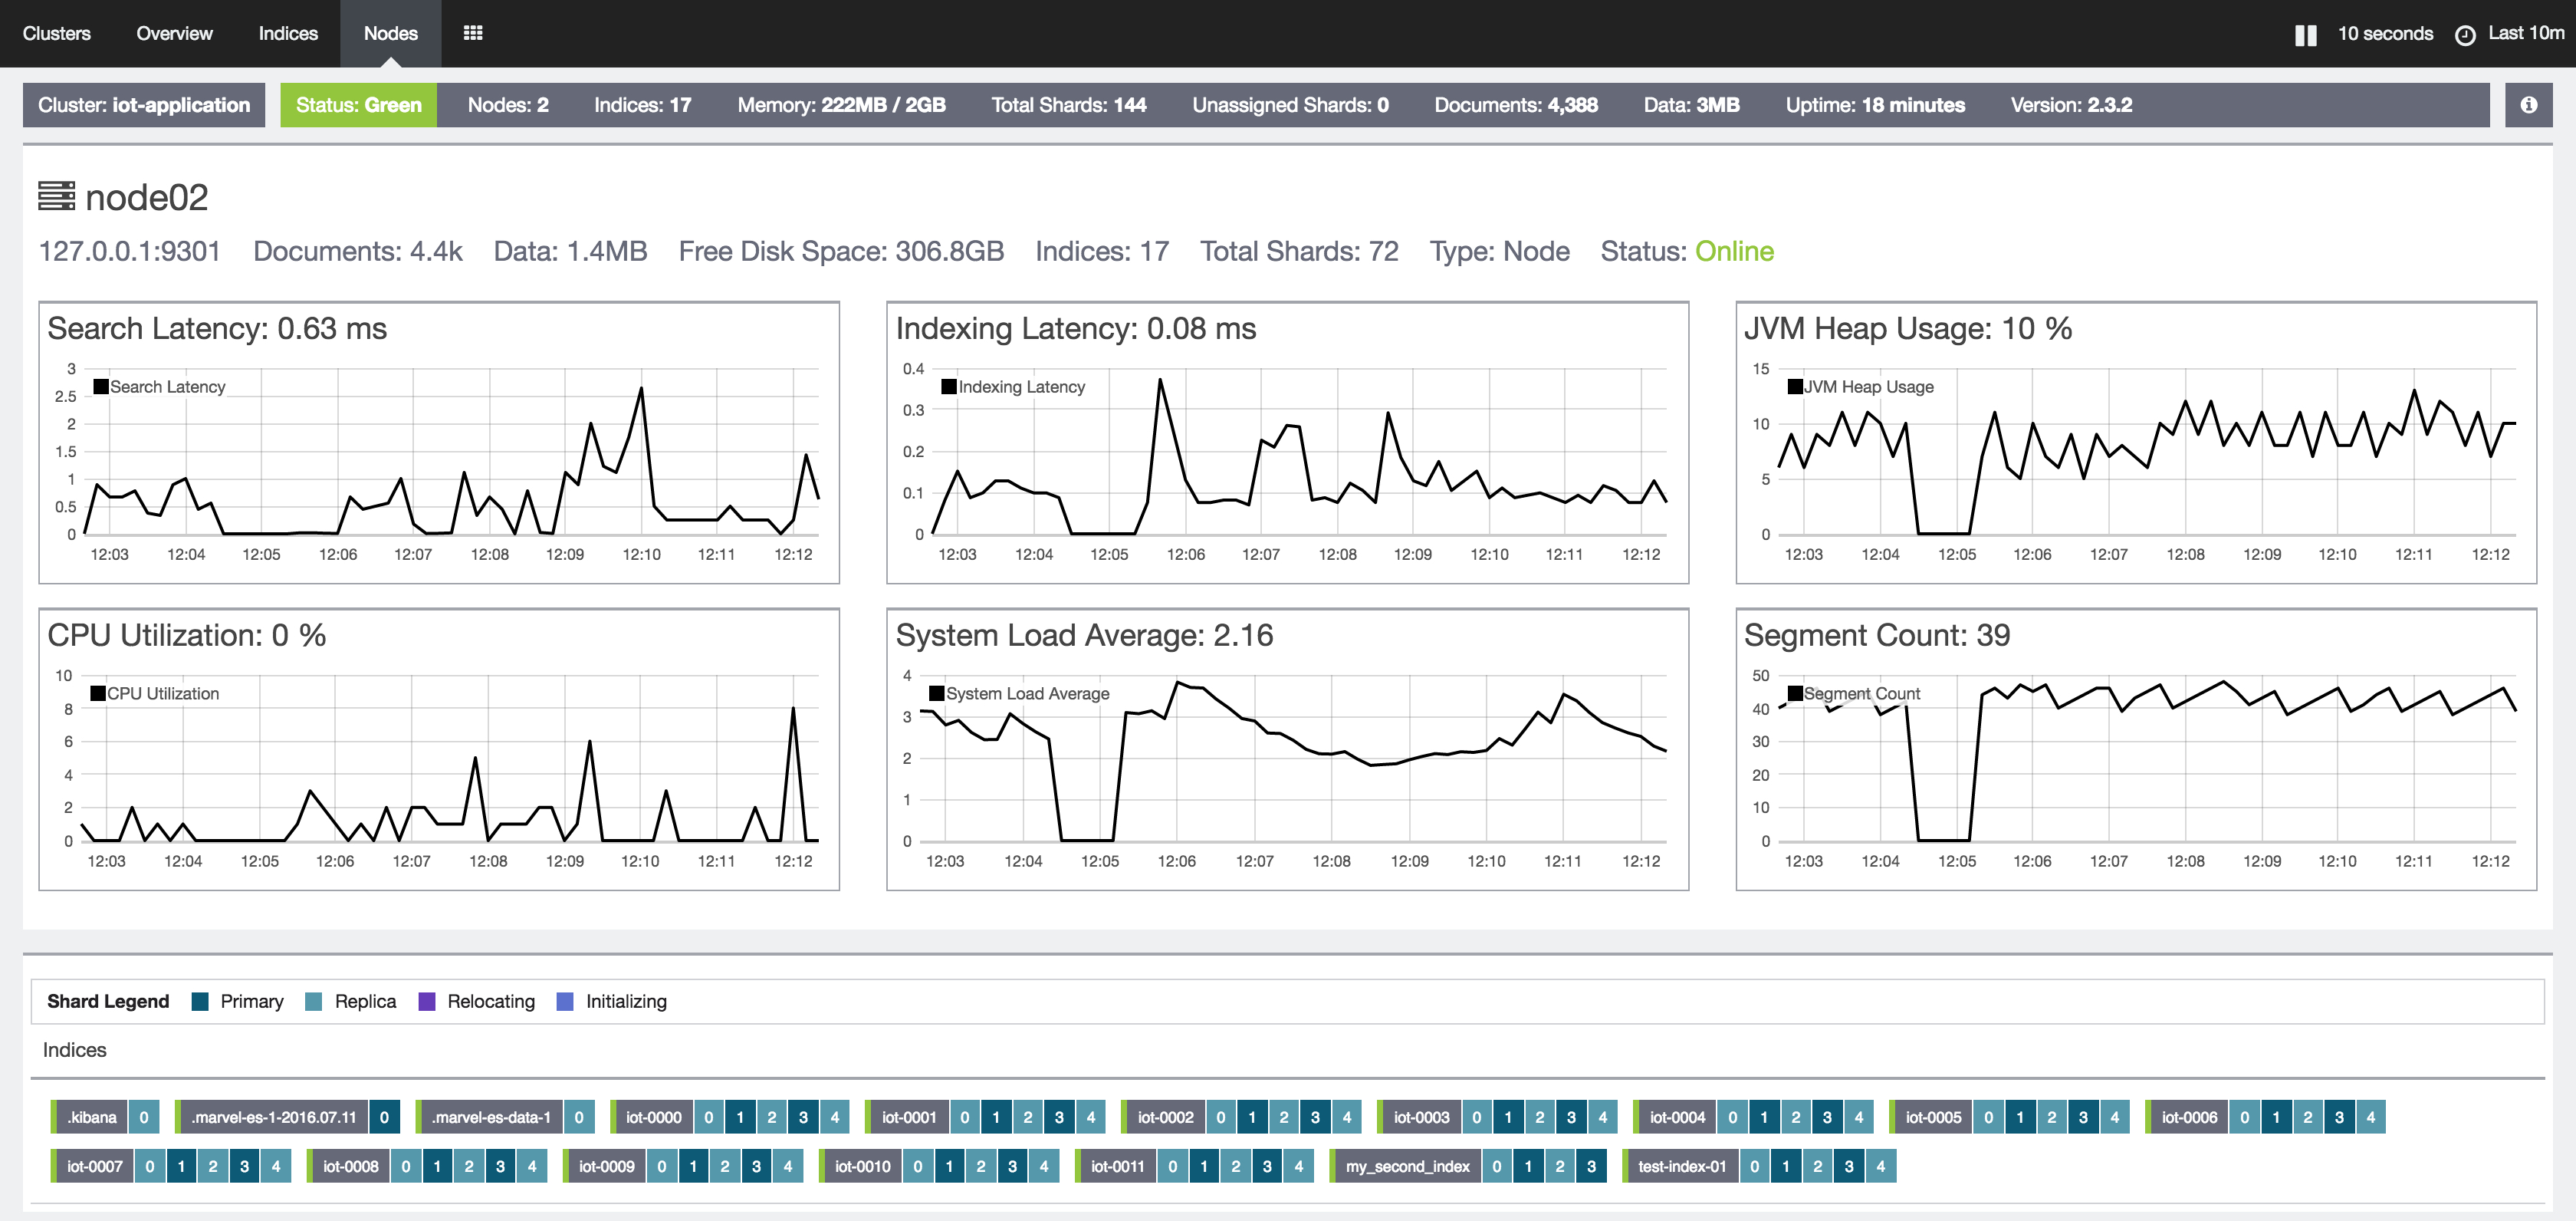 Clusters Overview Indices Nodes 10 seconds Last 10m
Cluster: iot-application Status: Green Nodes: 2 Indices: 17 Memory: 222MB / 2GB Total Shards: 144 Unassigned Shards: 0 Documents: 4,388 Data: 3MB Uptime: 18 minutes Version: 2.3.2
node02
127.0.0.1:9301 Documents: 4.4k Data: 1.4MB Free Disk Space: 306.8GB Indices: 17 Total Shards: 72 Type: Node Status: Online
Search Latency: 0.63 ms
Search Latency
3
2.5
2
1.5
1
0.5
0
12:03 12:04 12:05 12:06 12:07 12:08 12:09 12:10 12:11 12:12
Indexing Latency: 0.08 ms
Indexing Latency
0.4
0.3
0.2
0.1
0
12:03 12:04 12:05 12:06 12:07 12:08 12:09 12:10 12:11 12:12
JVM Heap Usage: 10 %
JVM Heap Usage
15
10
5
0
12:03 12:04 12:05 12:06 12:07 12:08 12:09 12:10 12:11 12:12
CPU Utilization: 0 %
CPU Utilization
10
8
6
4
2
0
12:03 12:04 12:05 12:06 12:07 12:08 12:09 12:10 12:11 12:12
System Load Average: 2.16
System Load Average
4
3
2
1
0
12:03 12:04 12:05 12:06 12:07 12:08 12:09 12:10 12:11 12:12
Segment Count: 39
Segment Count
50
40
30
20
10
0
12:03 12:04 12:05 12:06 12:07 12:08 12:09 12:10 12:11 12:12
Shard Legend Primary Replica Relocating Initializing
Indices
.kibana 0 .marvel-es-1-2016.07.11 0 .marvel-es-data-1 0 iot-0000 0 1 2 3 4 iot-0001 0 1 2 3 4 iot-0002 0 1 2 3 4 iot-0003 0 1 2 3 4 iot-0004 0 1 2 3 4 iot-0005 0 1 2 3 4 iot-0006 0 1 2 3 4
iot-0007 0 1 2 3 4 iot-0008 0 1 2 3 4 iot-0009 0 1 2 3 4 iot-0010 0 1 2 3 4 iot-0011 0 1 2 3 4 my_second_index 0 1 2 3 test-index-01 0 1 2 3 4